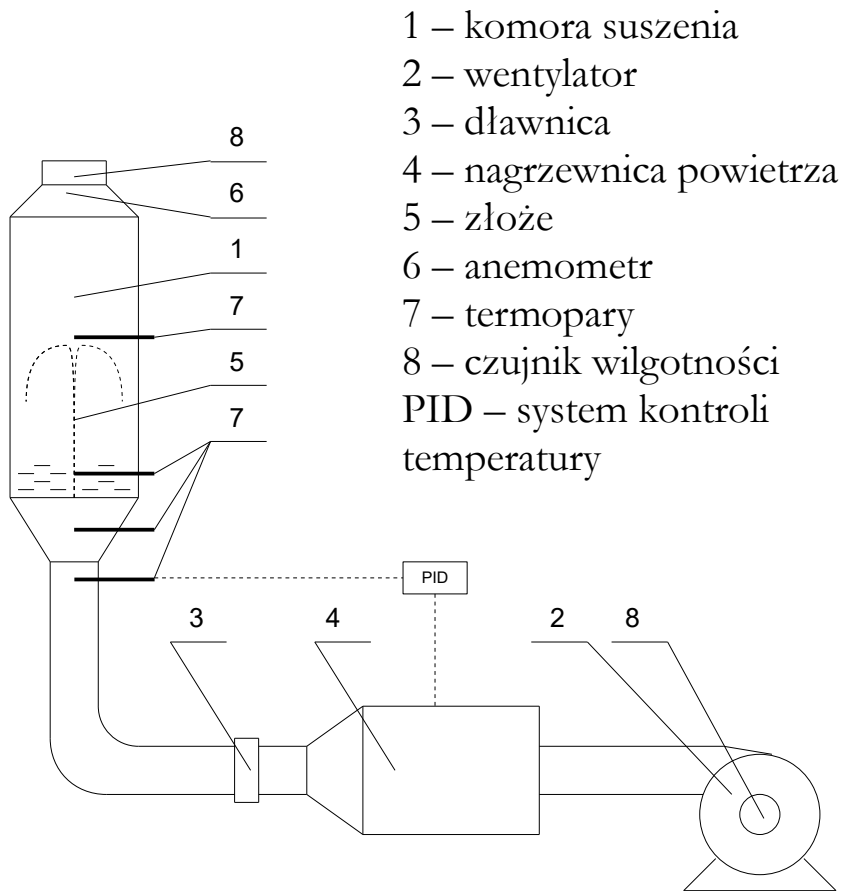 1 – komora suszenia
2 – wentylator
3 – dławnica
4 – nagrzewnica powietrza
5 – złoże
6 – anemometr
7 – termopary
8 – czujnik wilgotności
PID – system kontroli
temperatury
8
6
1
7
5
7
PID
3
4
2
8